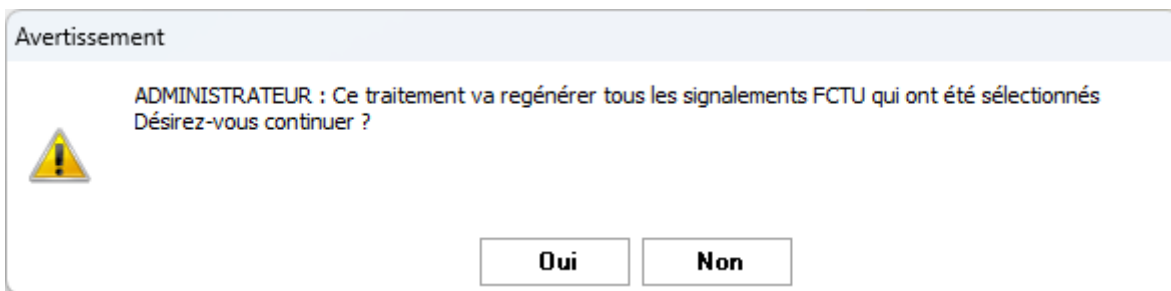 Avertissement
ADMINISTRATEUR : Ce traitement va regénérer tous les signalements FCTU qui ont été sélectionnés
Désirez-vous continuer ?
Oui
Non